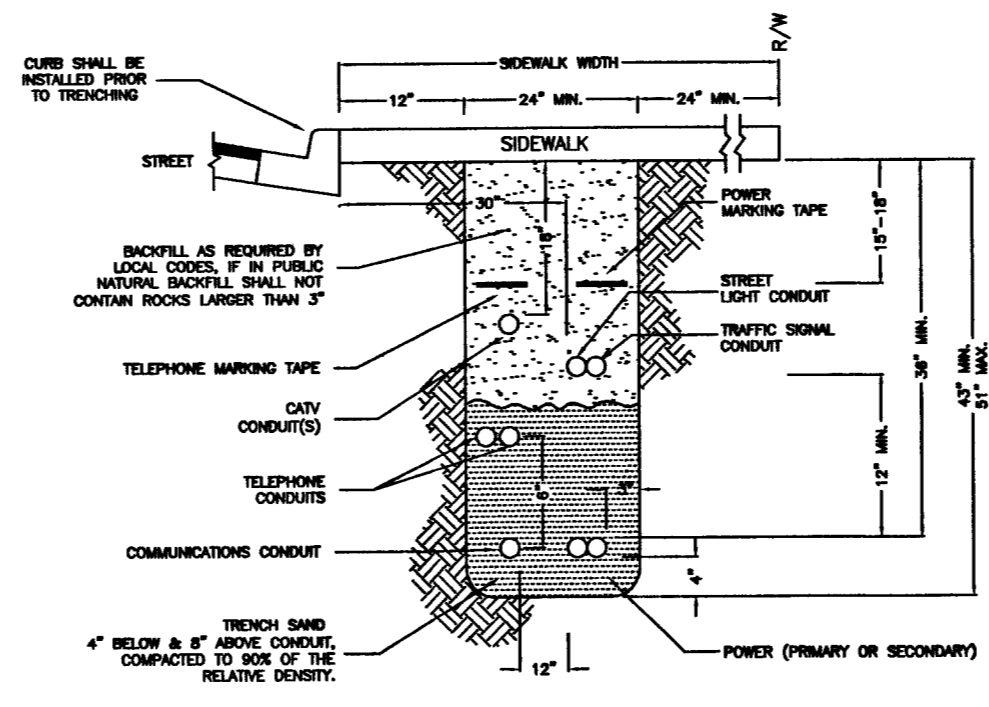 R/W
CURB SHALL BE
INSTALLED PRIOR
TO TRENCHING
SIDEWALK WIDTH
12"
24" MIN.
24" MIN.
SIDEWALK
STREET
30"
18"
POWER
MARKING TAPE
15"-18"
BACKFILL AS REQUIRED BY
LOCAL CODES, IF IN PUBLIC
NATURAL BACKFILL SHALL NOT
CONTAIN ROCKS LARGER THAN 3"
STREET
LIGHT CONDUIT
TRAFFIC SIGNAL
CONDUIT
TELEPHONE MARKING TAPE
36" MIN.
43" MIN.
51" MAX.
CATV
CONDUIT(S)
12" MIN.
TELEPHONE
CONDUITS
6"
COMMUNICATIONS CONDUIT
4"
TRENCH SAND
4" BELOW & 8" ABOVE CONDUIT,
COMPACTED TO 90% OF THE
RELATIVE DENSITY.
12"
POWER (PRIMARY OR SECONDARY)